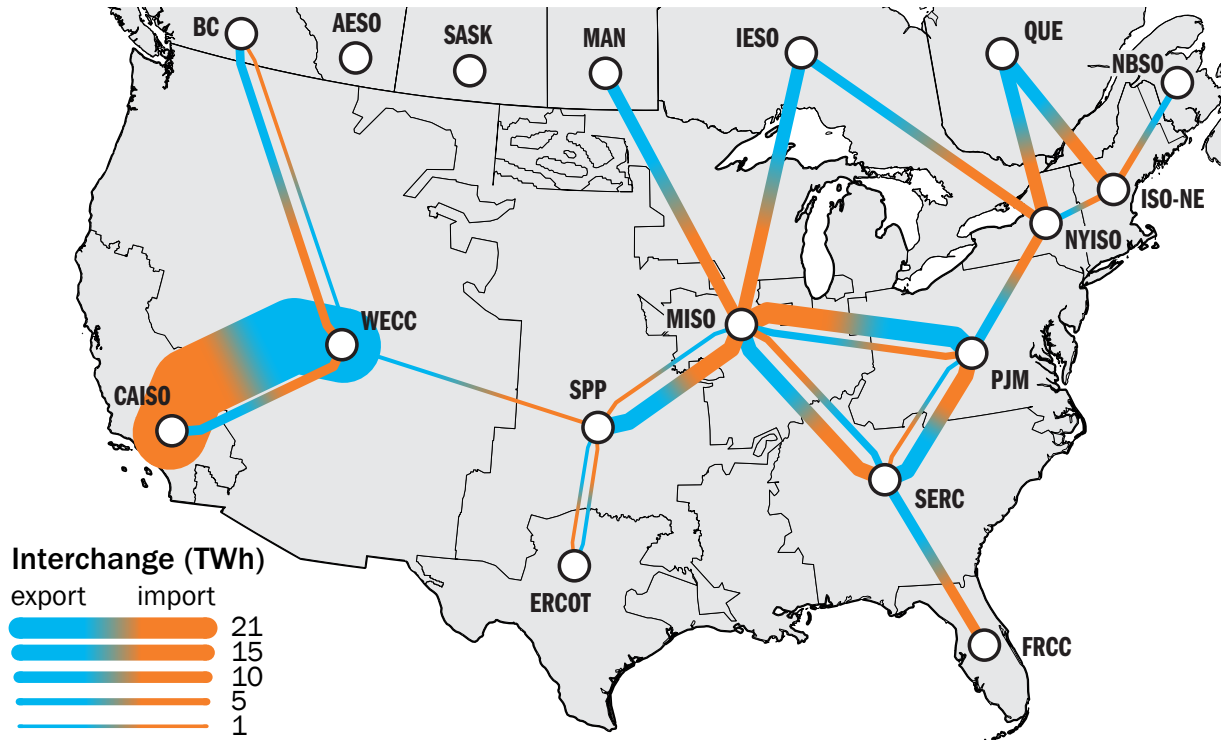 BC
AESO
SASK
MAN
IESO
QUE
NBSO
ISO-NE
NYISO
WECC
MISO
CAISO
SPP
PJM
SERC
ERCOT
FRCC
Interchange (TWh)
export import
21
15
10
5
1